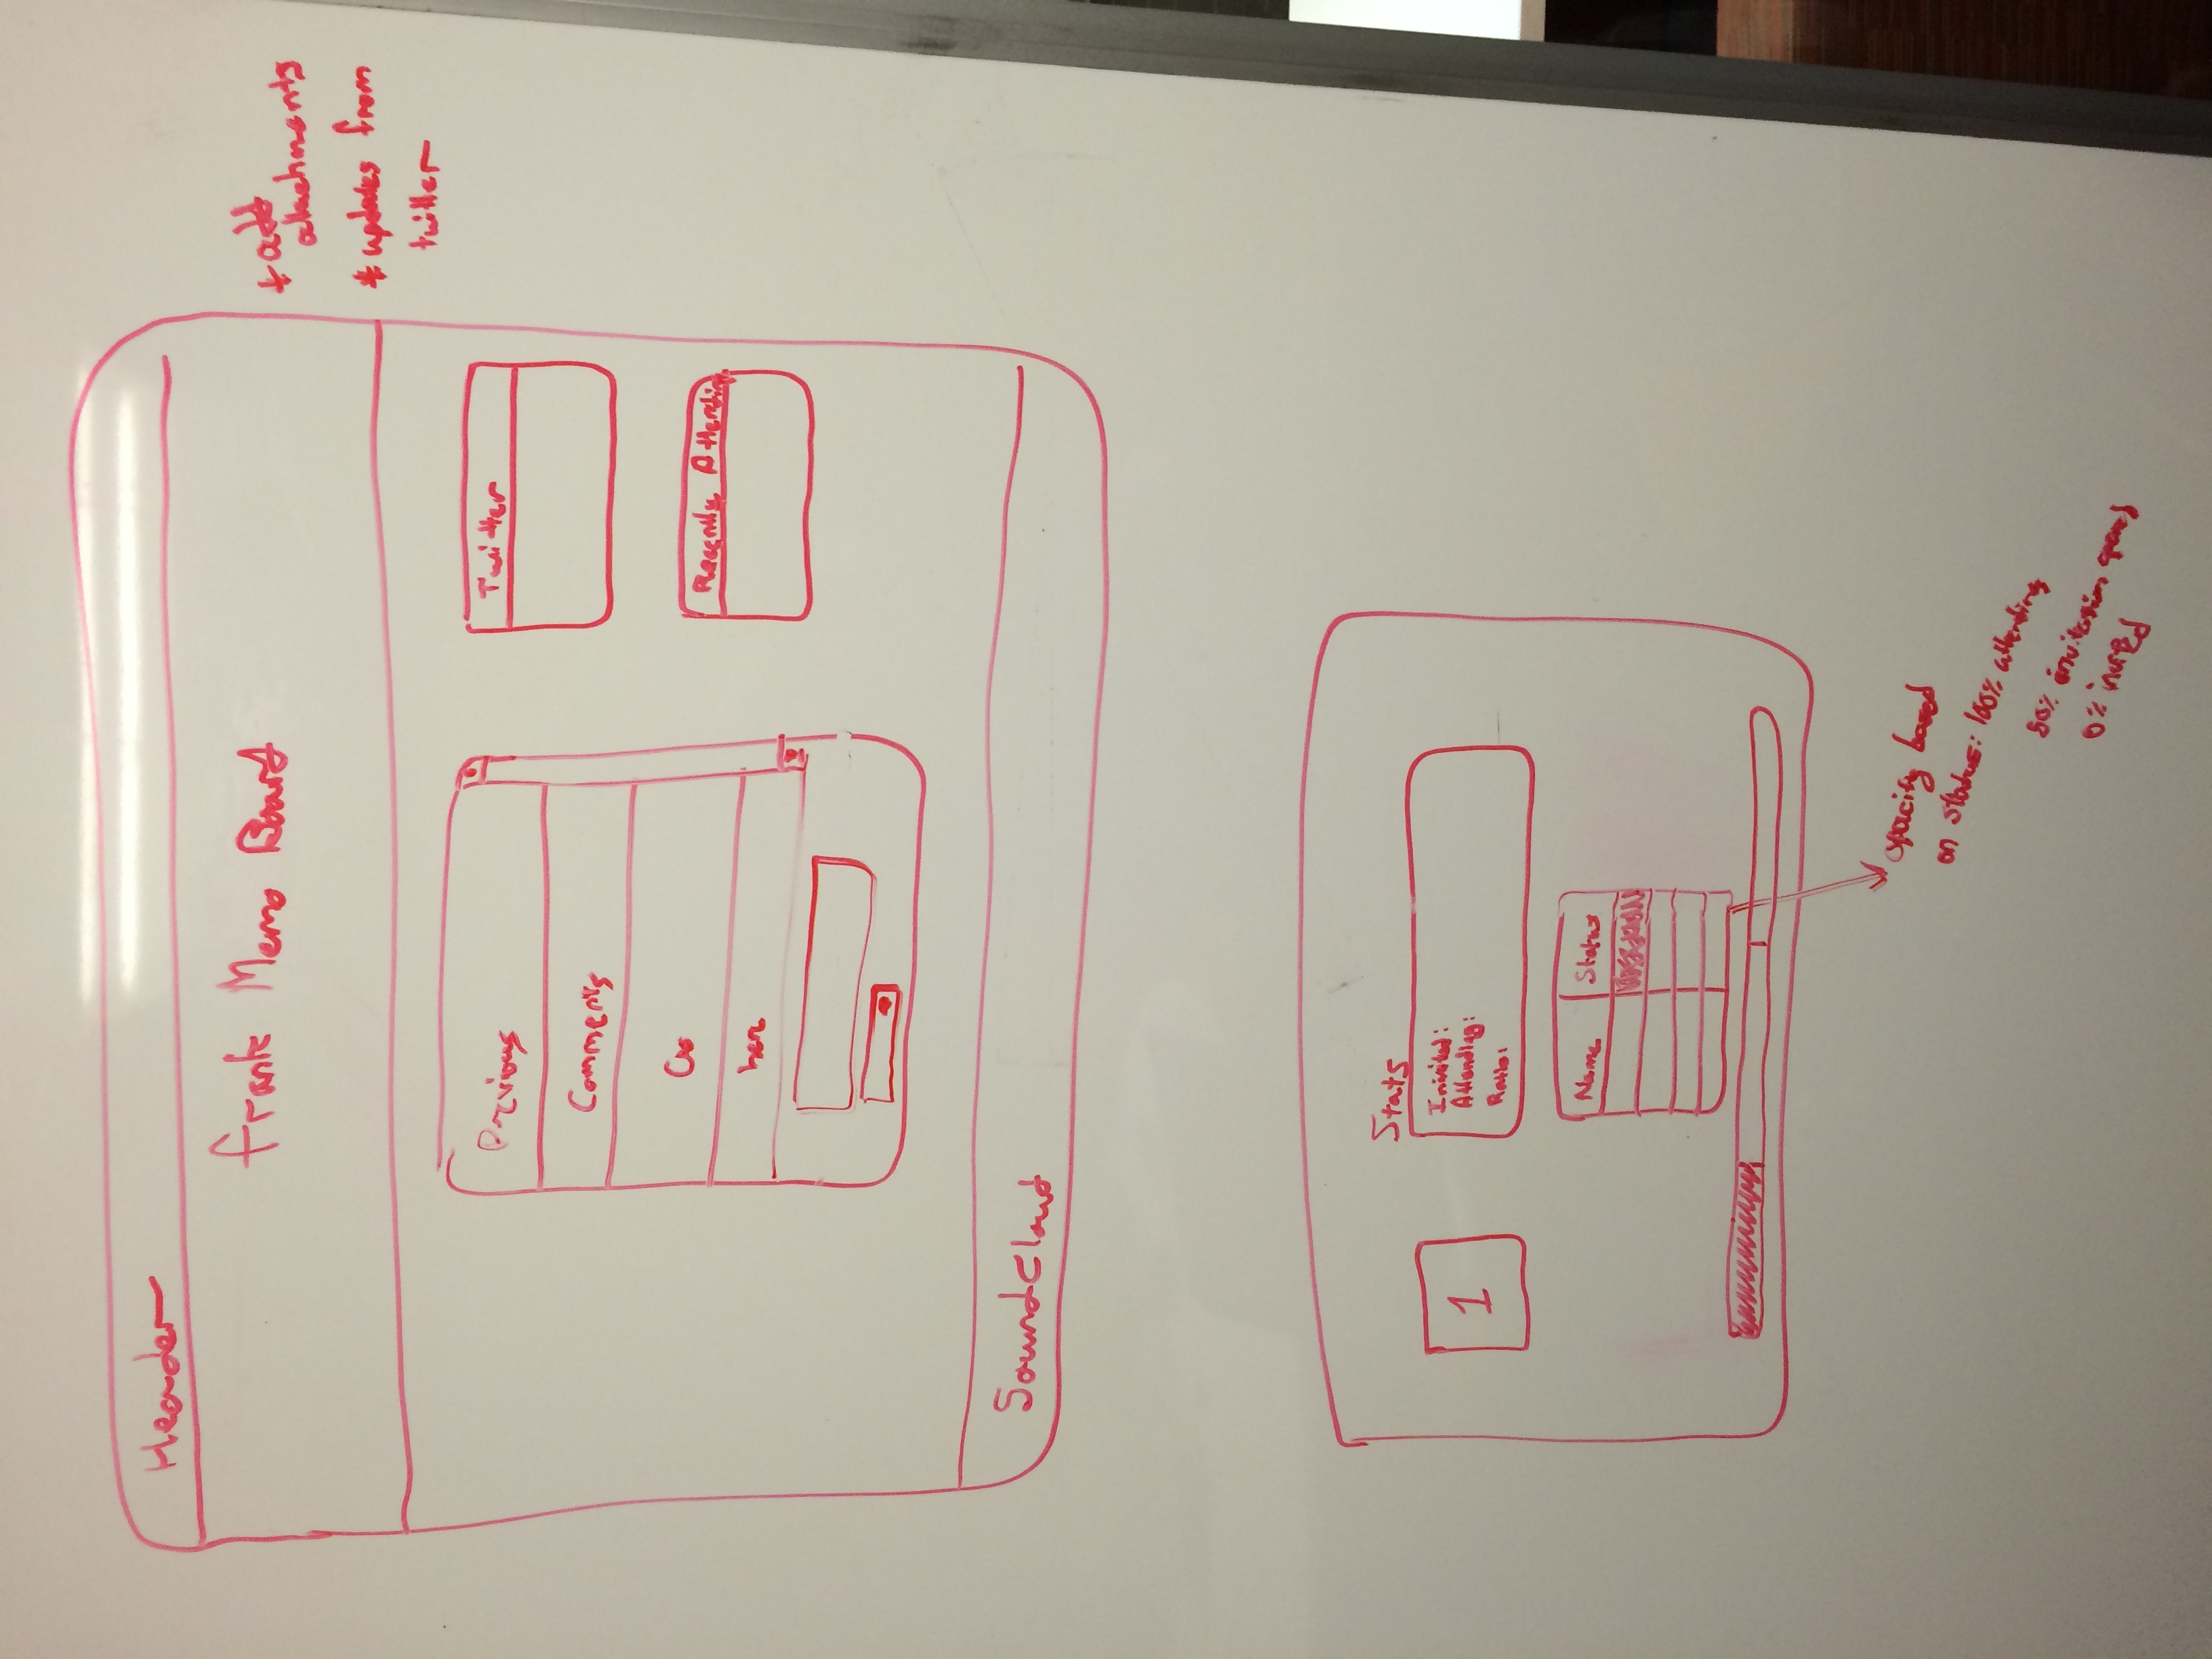 Header
frank Memo Board
* add
attachments
* updates from
twitter
Previous
Comments
Go
here
Twitter
Recently Attending
SoundCloud
Stats
1
Invited:
Attending:
Ratio:
Name Status
opacity based
on status: 100% attending
50% invitation opened
0% invited